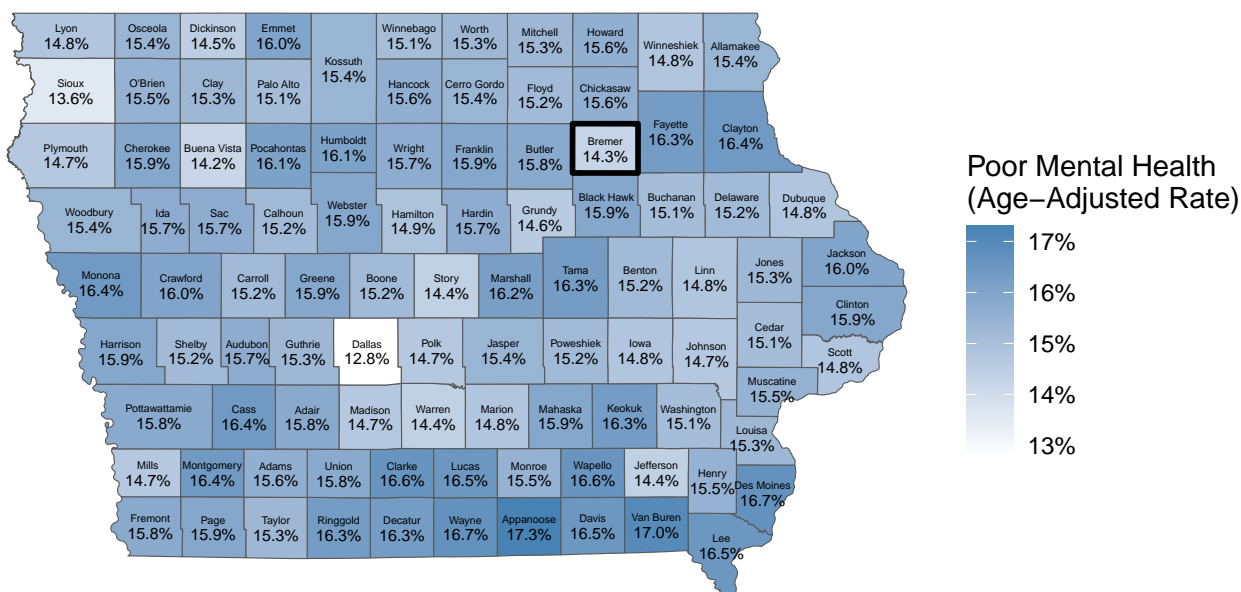 Lyon
14.8%
Osceola
15.4%
Dickinson
14.5%
Emmet
16.0%
Kossuth
15.4%
Winnebago
15.1%
Worth
15.3%
Mitchell
15.3%
Howard
15.6%
Winneshiek
14.8%
Allamakee
15.4%
Sioux
13.6%
O'Brien
15.5%
Clay
15.3%
Palo Alto
15.1%
Hancock
15.6%
Cerro Gordo
15.4%
Floyd
15.2%
Chickasaw
15.6%
Plymouth
14.7%
Cherokee
15.9%
Buena Vista
14.2%
Pocahontas
16.1%
Humboldt
16.1%
Wright
15.7%
Franklin
15.9%
Butler
15.8%
Bremer
14.3%
Fayette
16.3%
Clayton
16.4%
Woodbury
15.4%
Ida
15.7%
Sac
15.7%
Calhoun
15.2%
Webster
15.9%
Hamilton
14.9%
Hardin
15.7%
Grundy
14.6%
Black Hawk
15.9%
Buchanan
15.1%
Delaware
15.2%
Dubuque
14.8%
Monona
16.4%
Crawford
16.0%
Carroll
15.2%
Greene
15.9%
Boone
15.2%
Story
14.4%
Marshall
16.2%
Tama
16.3%
Benton
15.2%
Linn
14.8%
Jones
15.3%
Jackson
16.0%
Clinton
15.9%
Harrison
15.9%
Shelby
15.2%
Audubon
15.7%
Guthrie
15.3%
Dallas
12.8%
Polk
14.7%
Jasper
15.4%
Poweshiek
15.2%
Iowa
14.8%
Johnson
14.7%
Cedar
15.1%
Scott
14.8%
Muscatine
15.5%
Pottawattamie
15.8%
Cass
16.4%
Adair
15.8%
Madison
14.7%
Warren
14.4%
Marion
14.8%
Mahaska
15.9%
Keokuk
16.3%
Washington
15.1%
Louisa
15.3%
Mills
14.7%
Montgomery
16.4%
Adams
15.6%
Union
15.8%
Clarke
16.6%
Lucas
16.5%
Monroe
15.5%
Wapello
16.6%
Jefferson
14.4%
Henry
15.5%
Des Moines
16.7%
Fremont
15.8%
Page
15.9%
Taylor
15.3%
Ringgold
16.3%
Decatur
16.3%
Wayne
16.7%
Appanoose
17.3%
Davis
16.5%
Van Buren
17.0%
Lee
16.5%
Poor Mental Health
(Age−Adjusted Rate)
17%
16%
15%
14%
13%